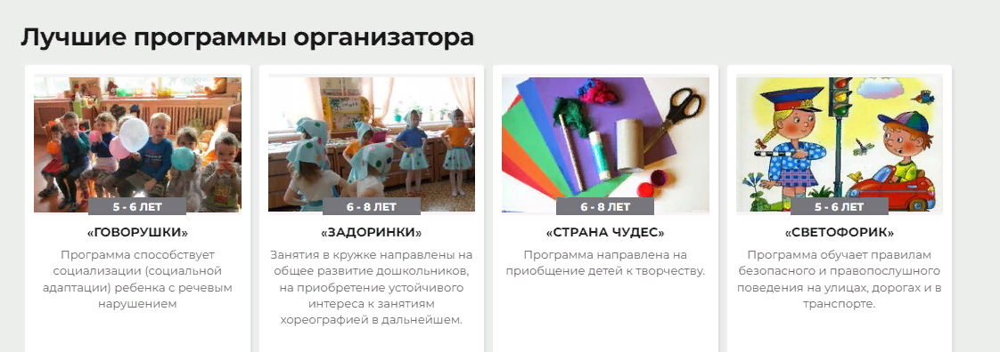 Лучшие программы организатора
5 - 6 ЛЕТ
«ГОВОРУШКИ»
Программа способствует
социализации (социальной
адаптации) ребенка с речевым
нарушением
6 - 8 ЛЕТ
«ЗАДОРИНКИ»
Занятия в кружке направлены на
общее развитие дошкольников,
на приобретение устойчивого
интереса к занятиям
хореографией в дальнейшем.
6 - 8 ЛЕТ
«СТРАНА ЧУДЕС»
Программа направлена на
приобщение детей к творчеству.
5 - 6 ЛЕТ
«СВЕТОФОРИК»
Программа обучает правилам
безопасного и правопослушного
поведения на улицах, дорогах и в
транспорте.